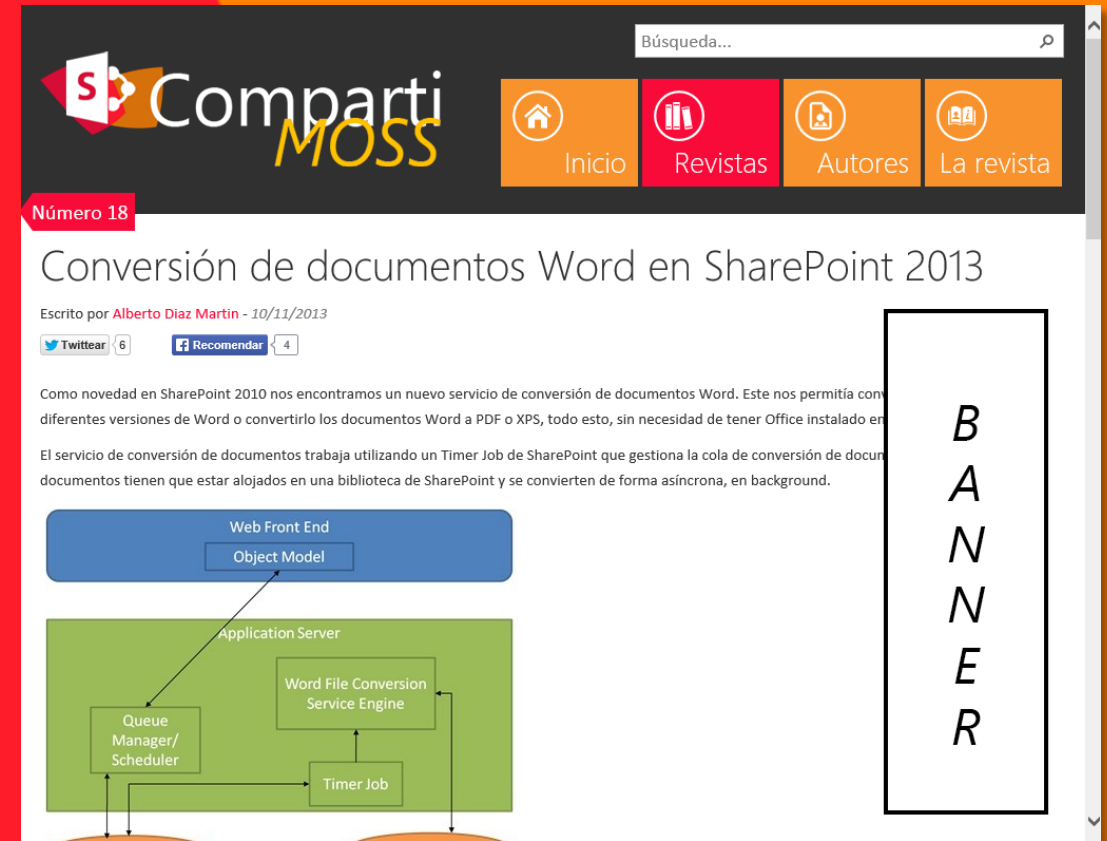 Búsqueda...
S
Comparti
MOSS
Inicio
Revistas
Autores
La revista
Número 18
Conversión de documentos Word en SharePoint 2013
Escrito por Alberto Diaz Martin - 10/11/2013
Twittear 6
Recomendar 4
Como novedad en SharePoint 2010 nos encontramos un nuevo servicio de conversión de documentos Word. Este nos permitía
diferentes versiones de Word o convertirlo los documentos Word a PDF o XPS, todo esto, sin necesidad de tener Office instalado en
El servicio de conversión de documentos trabaja utilizando un Timer Job de SharePoint que gestiona la cola de conversión de
documentos tienen que estar alojados en una biblioteca de SharePoint y se convierten de forma asíncrona, en background.
B
A
N
N
E
R
Web Front End
Object Model
Application Server
Word File Conversion
Service Engine
Queue
Manager/
Scheduler
Timer Job